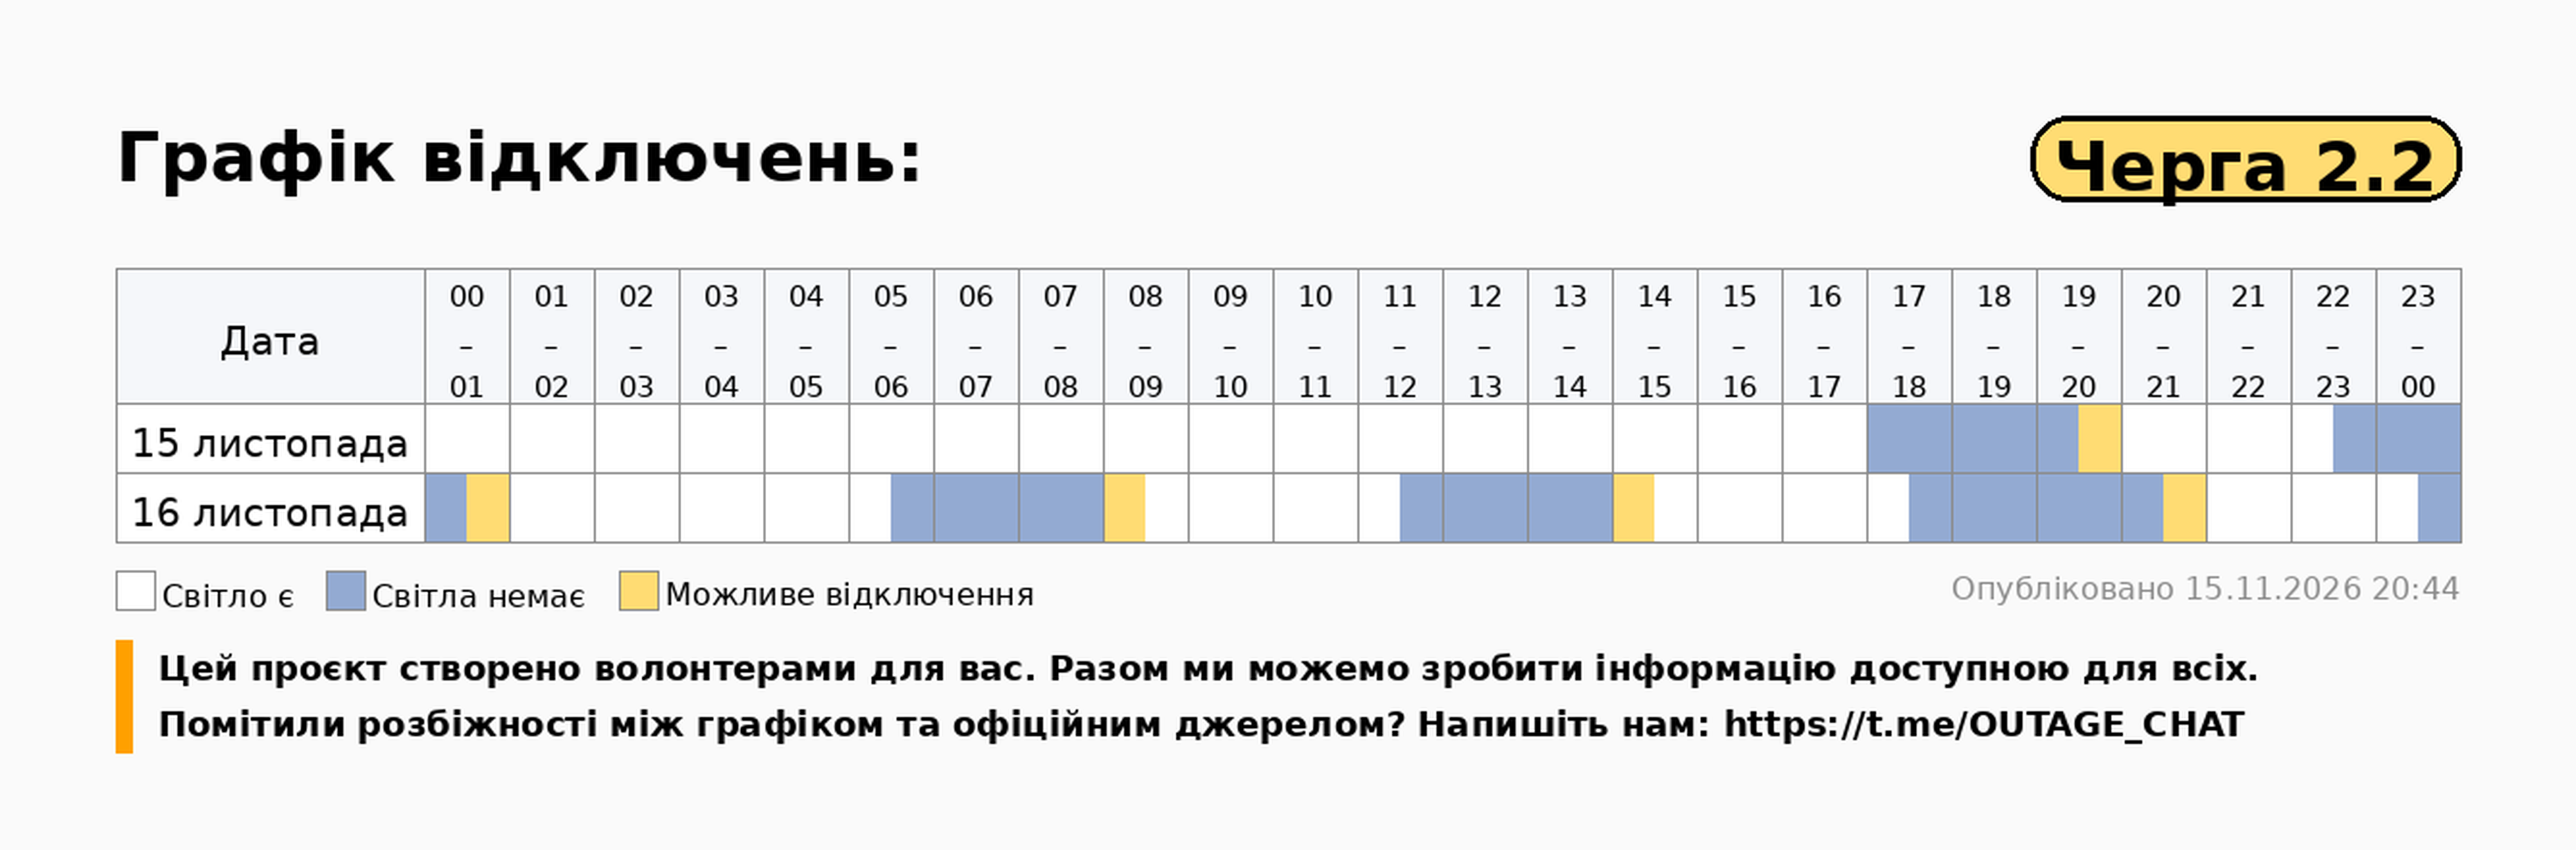 Графік відключень:
Черга 2.2
Дата
00 – 01
01 – 02
02 – 03
03 – 04
04 – 05
05 – 06
06 – 07
07 – 08
08 – 09
09 – 10
10 – 11
11 – 12
12 – 13
13 – 14
14 – 15
15 – 16
16 – 17
17 – 18
18 – 19
19 – 20
20 – 21
21 – 22
22 – 23
23 – 00
15 листопада
16 листопада
Світло є
Світла немає
Можливе відключення
Опубліковано 15.11.2026 20:44
Цей проєкт створено волонтерами для вас. Разом ми можемо зробити інформацію доступною для всіх.
Помітили розбіжності між графіком та офіційним джерелом? Напишіть нам: https://t.me/OUTAGE_CHAT